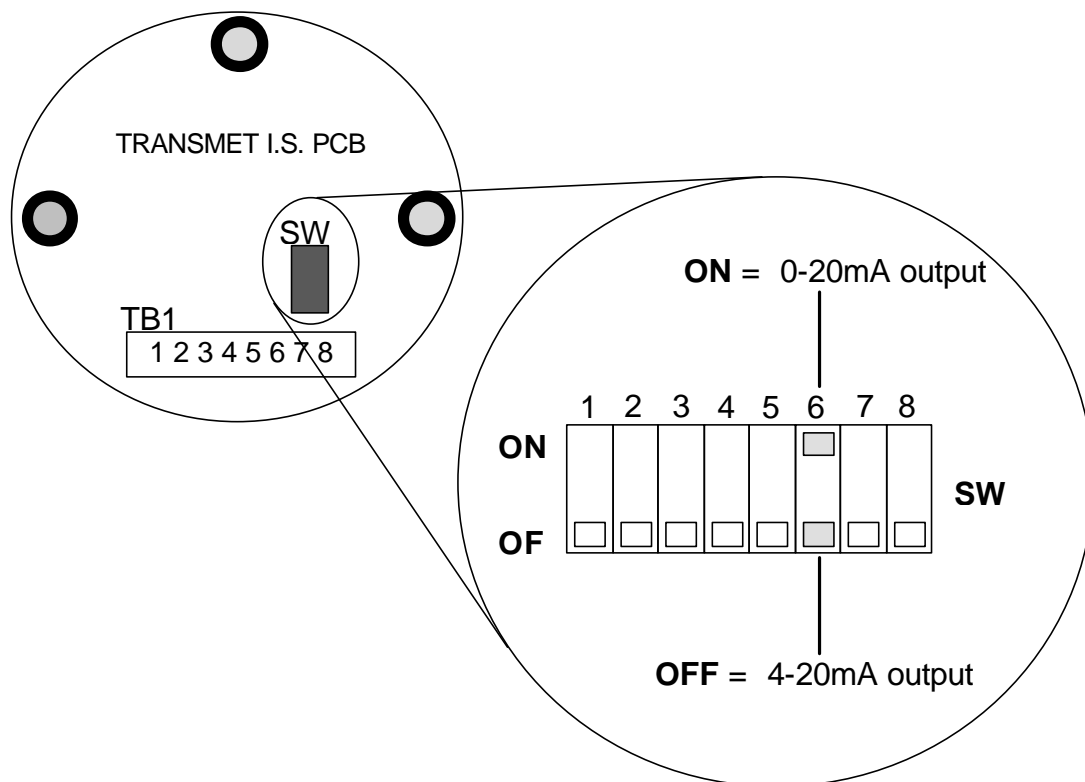 TRANSMET I.S. PCB
SW
TB1
1 2 3 4 5 6 7 8
ON = 0-20mA output
1 2 3 4 5 6 7 8
ON
SW
OF
OFF = 4-20mA output